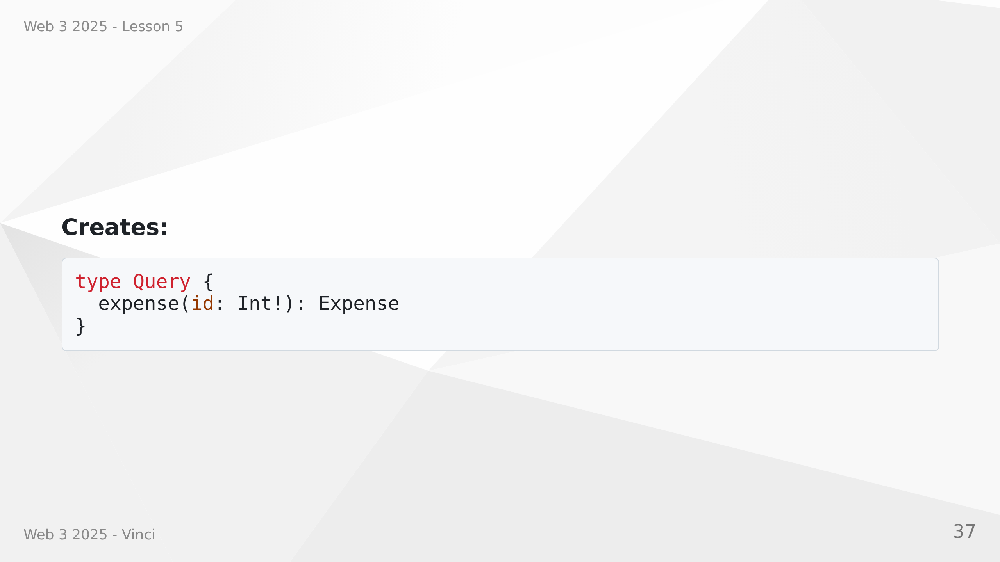 Web 3 2025 - Lesson 5
Creates:
type Query {
  expense(id: Int!): Expense
}
Web 3 2025 - Vinci
37